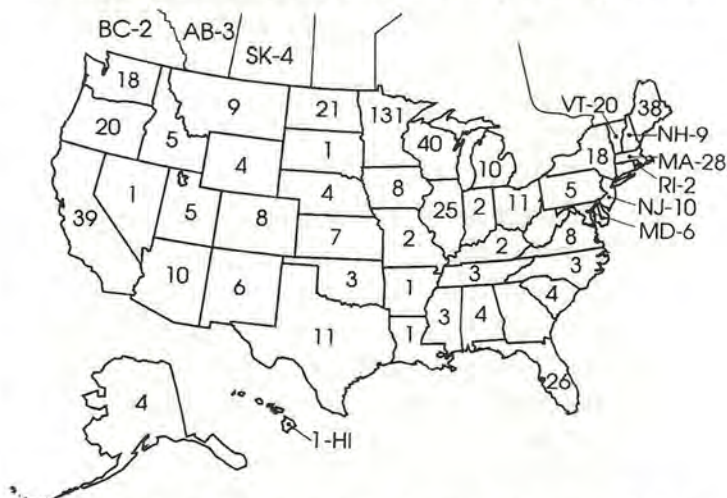 BC-2 AB-3
SK-4
18 9 21 131 VT-20 38
20 5 1 40 10 NH-9
4 18 MA-28
RI-2
39 1 5 8 4 8 25 2 11 5 NJ-10
7 2 2 8 MD-6
10 6 3 1 3 3
11 1 3 4 4
26
4
1-HI